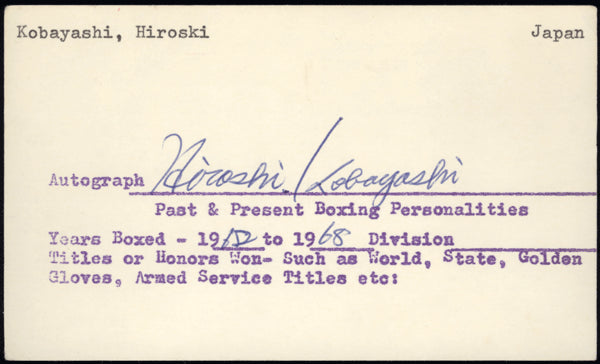 Kobayashi, Hiroski Japan
Autograph Hiroshi Kobayashi
Past & Present Boxing Personalities
Years Boxed - 19 to 1968 Division
Titles or Honors Won- Such as World, State, Golden
Gloves, Armed Service Titles etc: